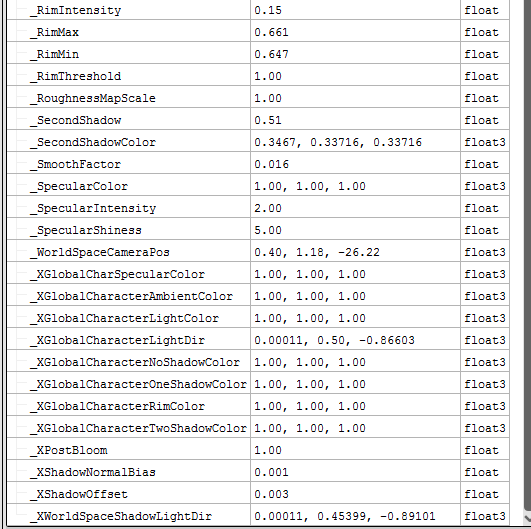 _RimIntensity 0.15 float
_RimMax 0.661 float
_RimMin 0.647 float
_RimThreshold 1.00 float
_RoughnessMapScale 1.00 float
_SecondShadow 0.51 float
_SecondShadowColor 0.3467, 0.33716, 0.33716 float3
_SmoothFactor 0.016 float
_SpecularColor 1.00, 1.00, 1.00 float3
_SpecularIntensity 2.00 float
_SpecularShiness 5.00 float
_WorldSpaceCameraPos 0.40, 1.18, -26.22 float3
_XGlobalCharSpecularColor 1.00, 1.00, 1.00 float3
_XGlobalCharacterAmbientColor 1.00, 1.00, 1.00 float3
_XGlobalCharacterLightColor 1.00, 1.00, 1.00 float3
_XGlobalCharacterLightDir 0.00011, 0.50, -0.86603 float3
_XGlobalCharacterNoShadowColor 1.00, 1.00, 1.00 float3
_XGlobalCharacterOneShadowColor 1.00, 1.00, 1.00 float3
_XGlobalCharacterRimColor 1.00, 1.00, 1.00 float3
_XGlobalCharacterTwoShadowColor 1.00, 1.00, 1.00 float3
_XPostBloom 1.00 float
_XShadowNormalBias 0.001 float
_XShadowOffset 0.003 float
_XWorldSpaceShadowLightDir 0.00011, 0.45399, -0.89101 float3